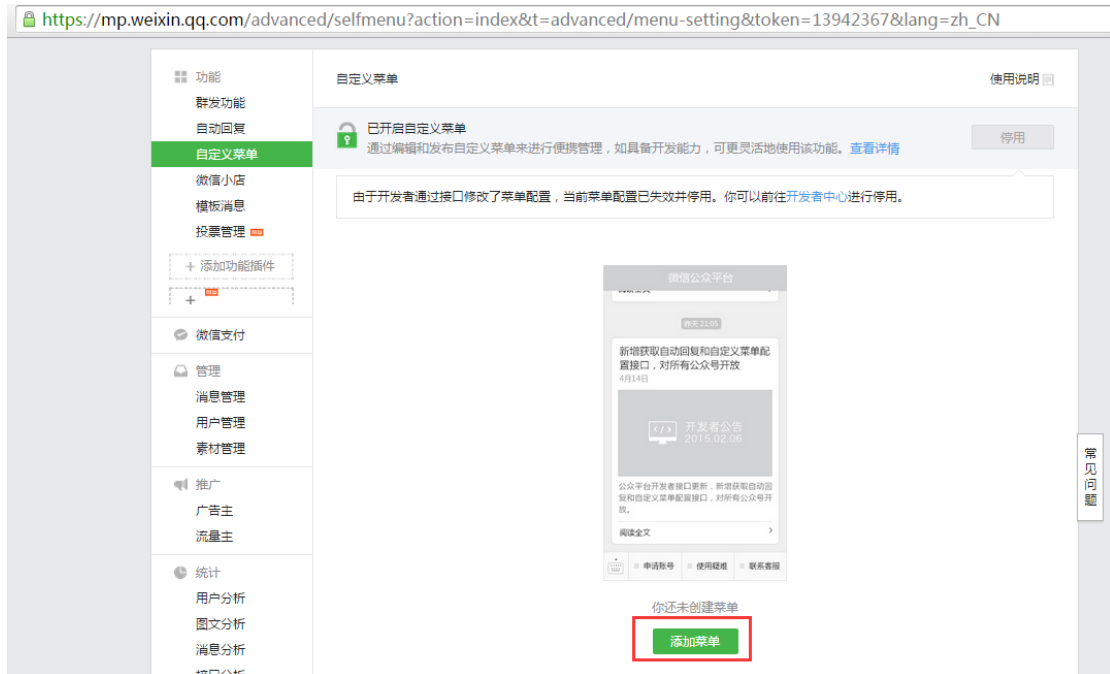 https://mp.weixin.qq.com/advanced/selfmenu?action=index&t=advanced/menu-setting&token=13942367&lang=zh_CN
功能
群发功能
自动回复
自定义菜单
微信小店
模板消息
投票管理
+ 添加功能插件
+
微信支付
管理
消息管理
用户管理
素材管理
推广
广告主
流量主
统计
用户分析
图文分析
消息分析
接口分析
自定义菜单
使用说明
已开启自定义菜单
通过编辑和发布自定义菜单来进行便携管理，如具备开发能力，可更灵活地使用该功能。查看详情
停用
由于开发者通过接口修改了菜单配置，当前菜单配置已失效并停用。你可以前往开发者中心进行停用。
微信公众平台
昨天 21:03
新增获取自动回复和自定义菜单配
置接口，对所有公众号开放
4月14日
</> 开发者公告
2015.02.06
公众平台开发者接口更新，新增获取自动回
复和自定义菜单配置接口，对所有公众号开
放。
阅读全文
申请账号 使用疑难 联系客服
你还未创建菜单
添加菜单
常见问题